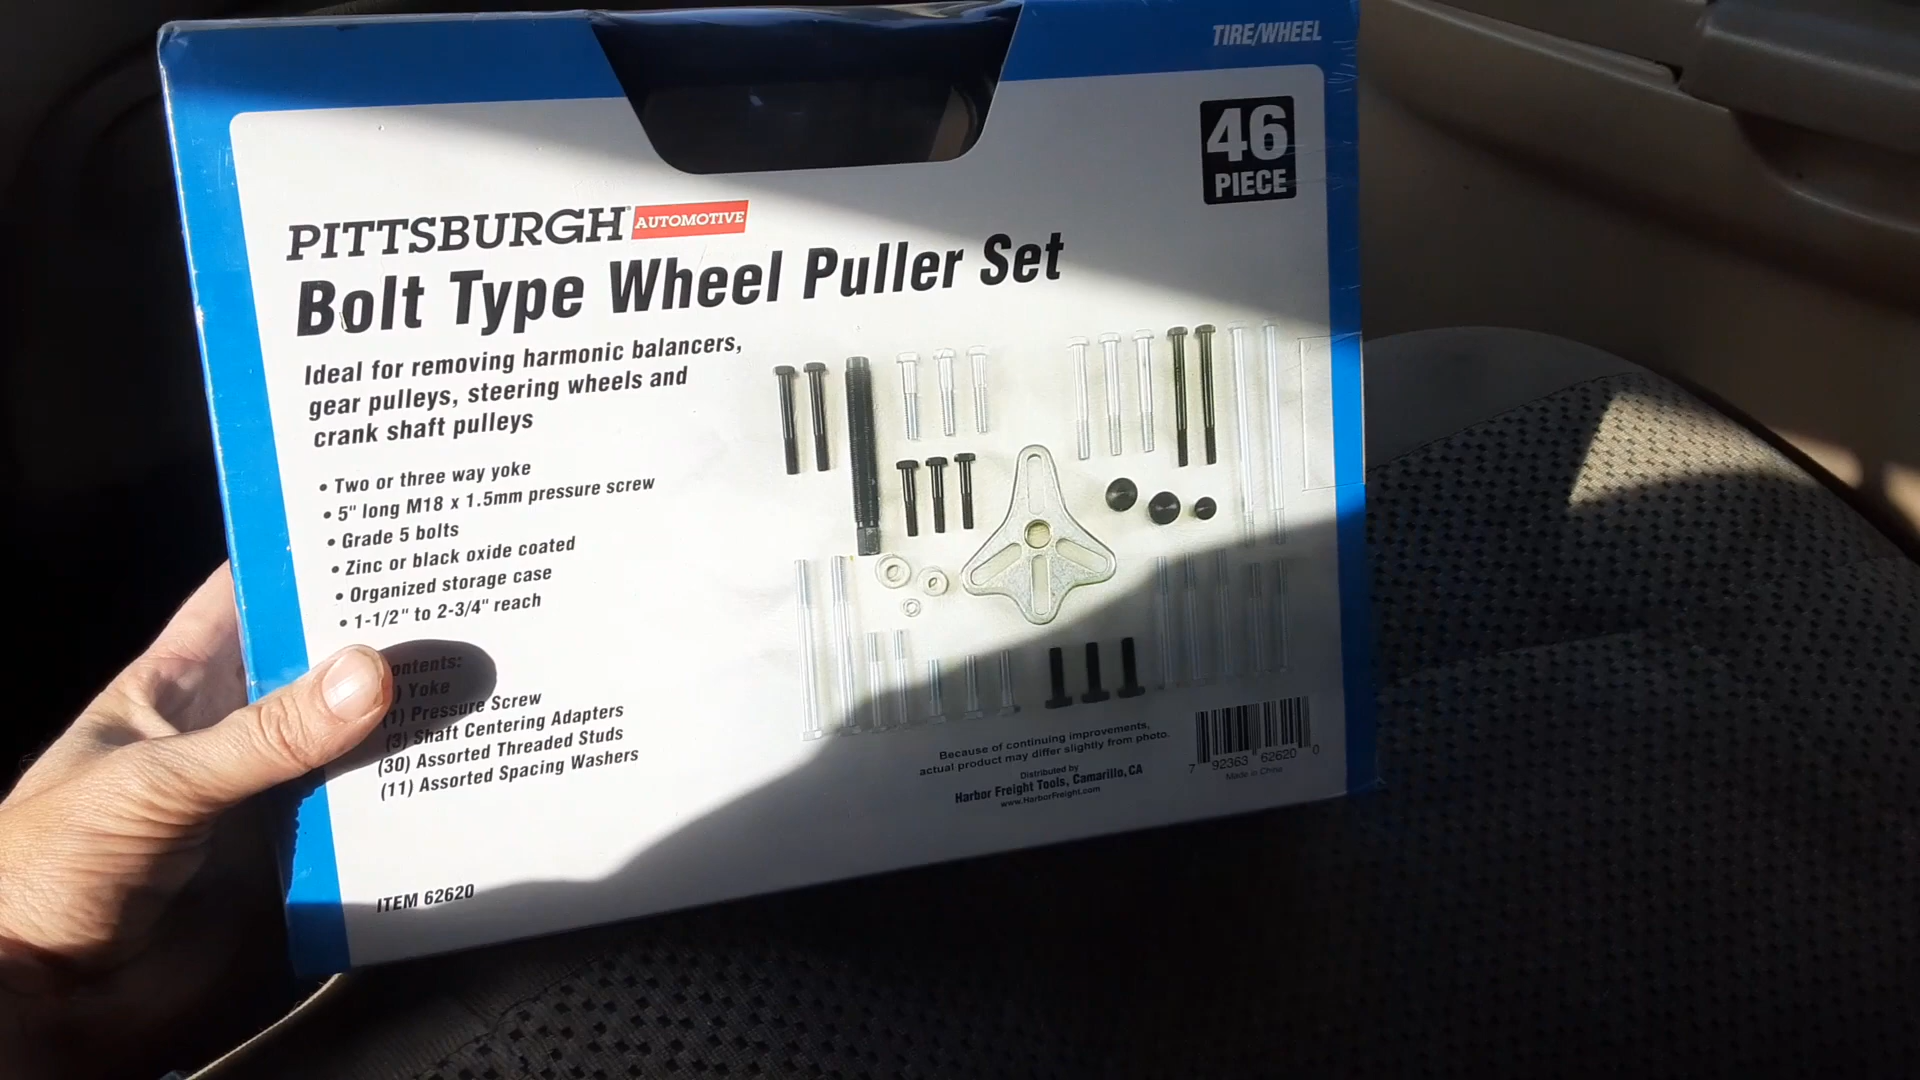 TIRE/WHEEL
46
PIECE
PITTSBURGH AUTOMOTIVE
Bolt Type Wheel Puller Set
Ideal for removing harmonic balancers,
gear pulleys, steering wheels and
crank shaft pulleys
• Two or three way yoke
• 5" long M18 x 1.5mm pressure screw
• Grade 5 bolts
• Zinc or black oxide coated
• Organized storage case
• 1-1/2" to 2-3/4" reach
ontents:
) Yoke
(1) Pressure Screw
(3) Shaft Centering Adapters
(30) Assorted Threaded Studs
(11) Assorted Spacing Washers
Because of continuing improvements,
actual product may differ slightly from photo.
Distributed by
Harbor Freight Tools, Camarillo, CA
www.HarborFreight.com
7 92363 62620 0
Made in China
ITEM 62620